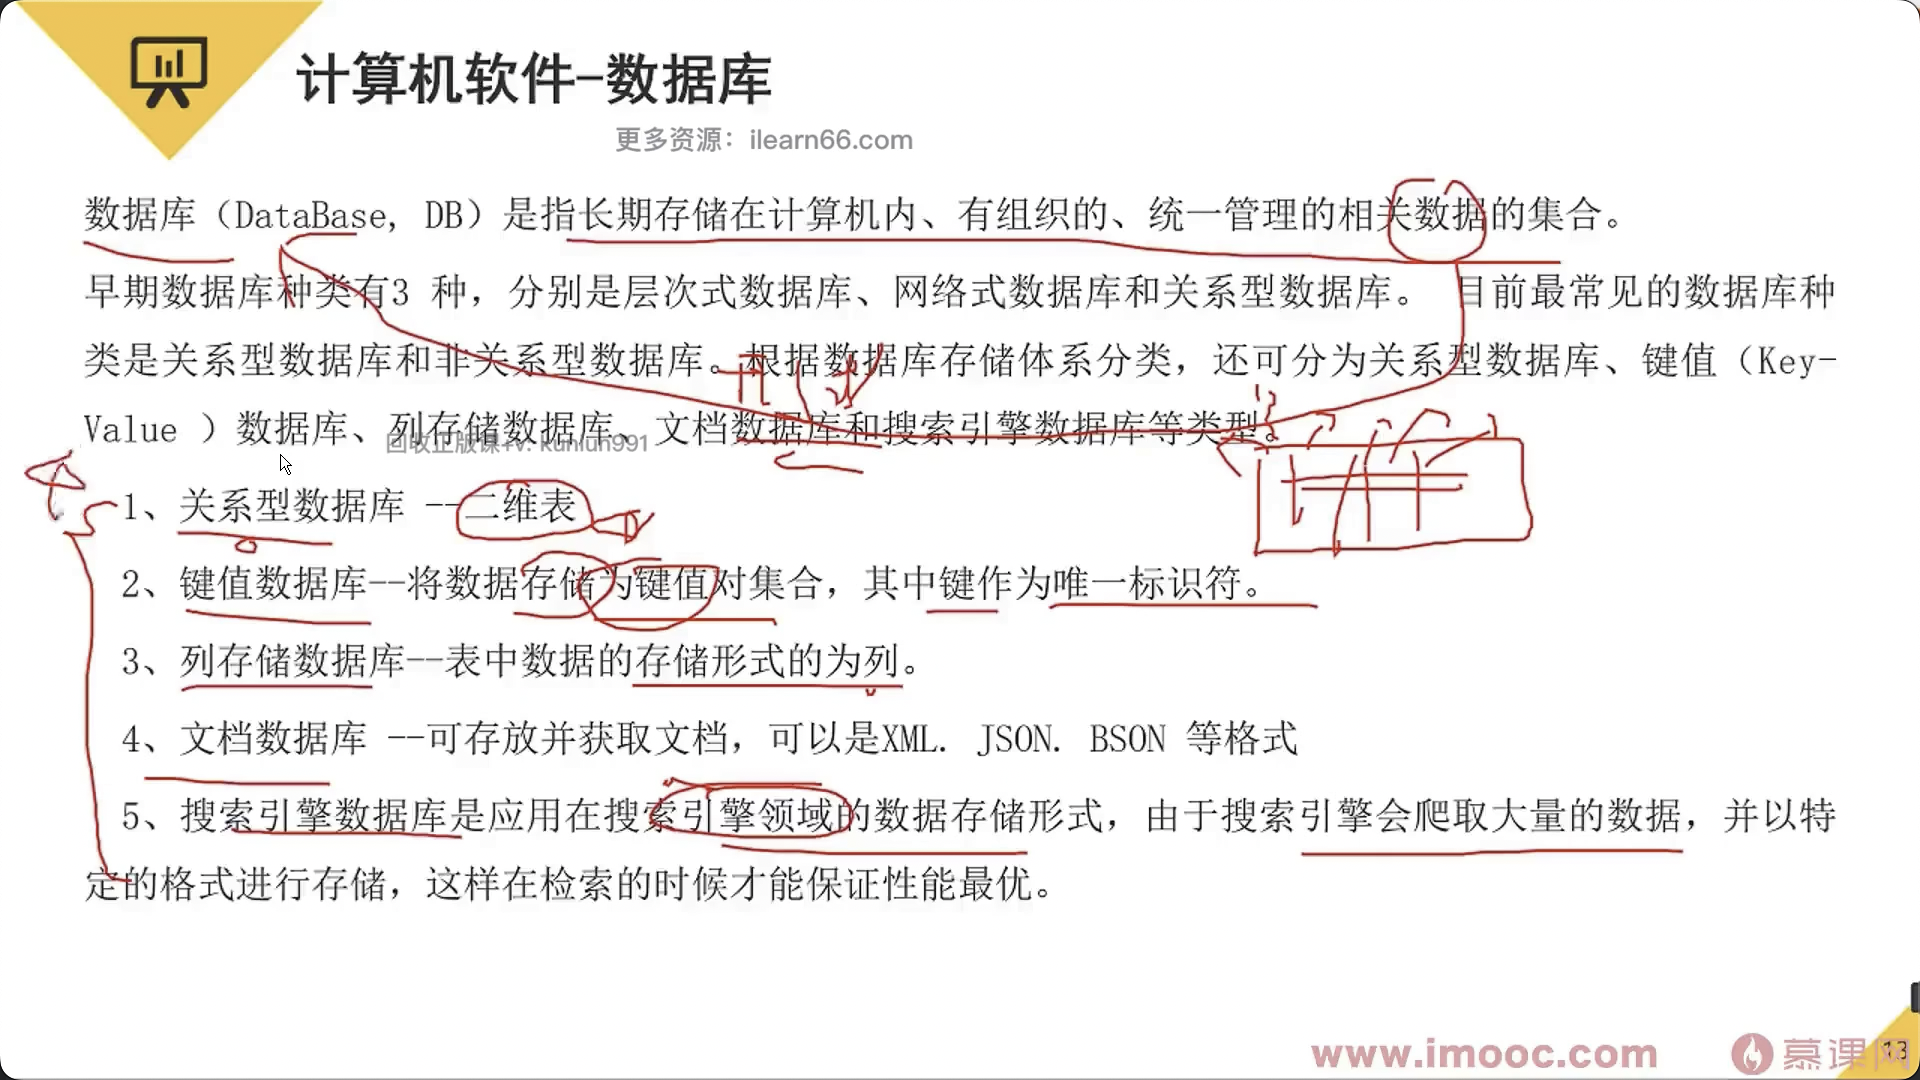 计算机软件-数据库
更多资源：ilearn66.com
数据库（DataBase, DB）是指长期存储在计算机内、有组织的、统一管理的相关数据的集合。
早期数据库种类有3 种，分别是层次式数据库、网络式数据库和关系型数据库。 目前最常见的数据库种
类是关系型数据库和非关系型数据库。根据数据库存储体系分类，还可分为关系型数据库、键值（Key-
Value ）数据库、列存储数据库、文档数据库和搜索引擎数据库等类型。
回收正版课+v: kunlun991
1、关系型数据库 --二维表
2、键值数据库--将数据存储为键值对集合，其中键作为唯一标识符。
3、列存储数据库--表中数据的存储形式的为列。
4、文档数据库 --可存放并获取文档，可以是XML. JSON. BSON 等格式
5、搜索引擎数据库是应用在搜索引擎领域的数据存储形式，由于搜索引擎会爬取大量的数据，并以特
定的格式进行存储，这样在检索的时候才能保证性能最优。
www.imooc.com 慕课网 13